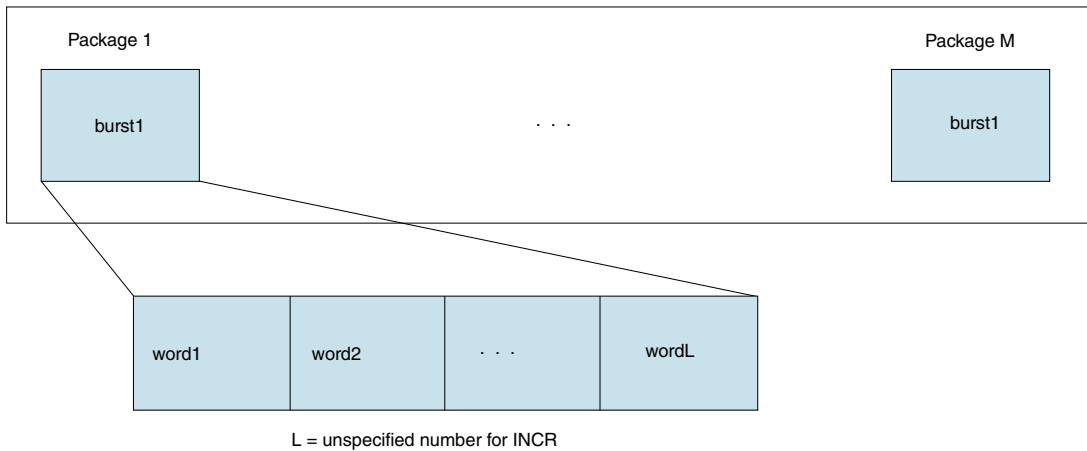 Package 1
Package M
burst1
. . .
burst1
word1
word2
. . .
wordL
L = unspecified number for INCR